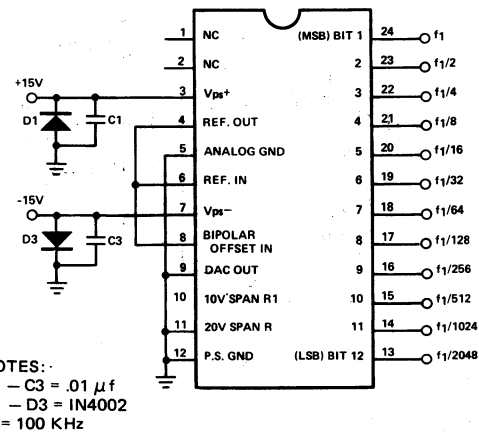 1 NC (MSB) BIT 1 24 f1
2 NC 2 23 f1/2
+15V 3 Vps+ 3 22 f1/4
D1 C1 4 REF. OUT 4 21 f1/8
5 ANALOG GND 5 20 f1/16
6 REF. IN 6 19 f1/32
-15V 7 Vps− 7 18 f1/64
D3 C3 8 BIPOLAR OFFSET IN 8 17 f1/128
9 DAC OUT 9 16 f1/256
10 10V SPAN R1 10 15 f1/512
11 20V SPAN R 11 14 f1/1024
12 P.S. GND (LSB) BIT 12 13 f1/2048
OTES:
— C3 = .01 μf
— D3 = IN4002
= 100 KHz